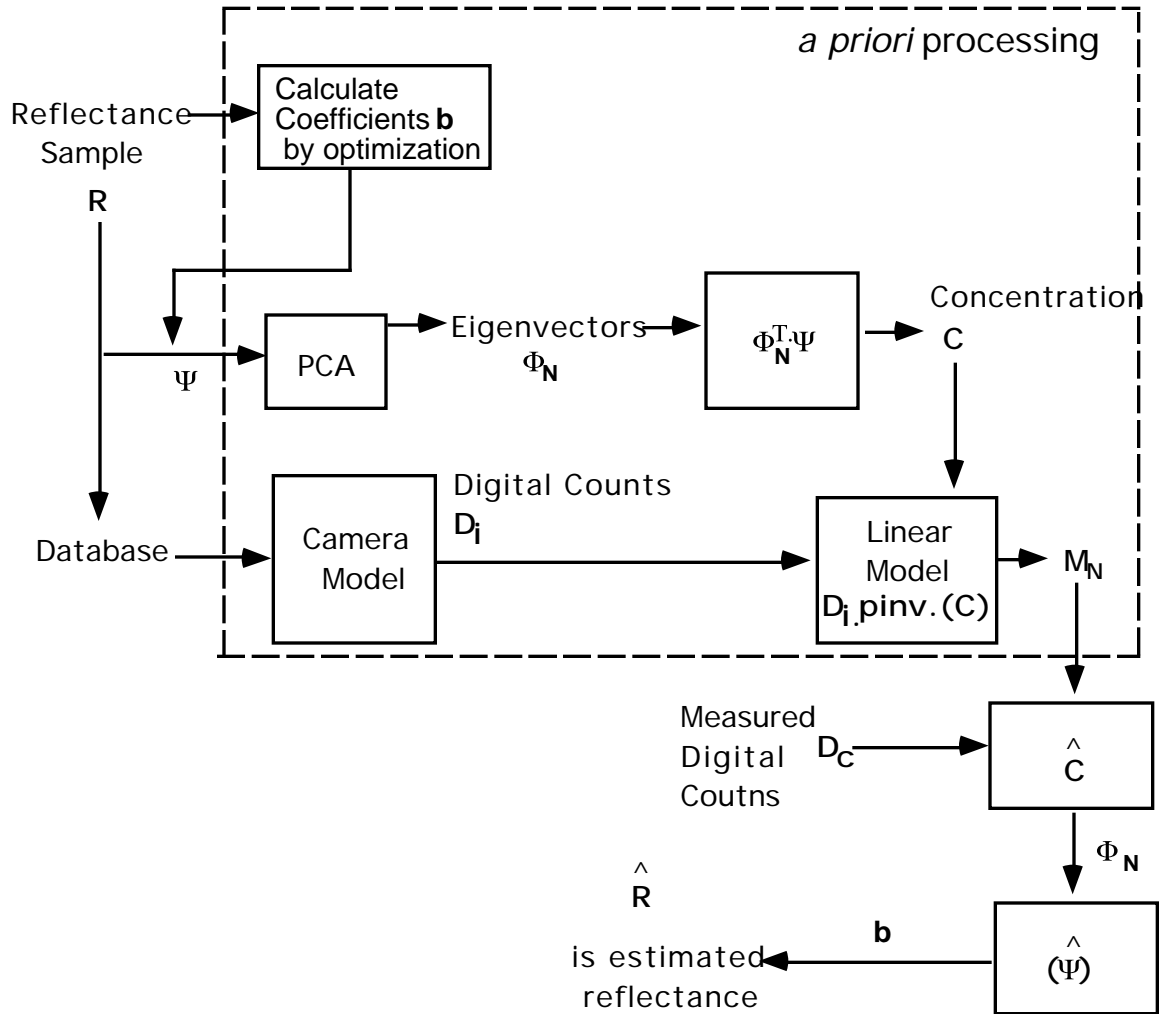 a priori processing
Calculate
Coefficients b
by optimization
Reflectance
Sample
R
Ψ
PCA
Eigenvectors
Φ_N
Φ_N^T.Ψ
Concentration
C
Database
Camera
Model
Digital Counts
D_i
Linear
Model
D_i.pinv.(C)
M_N
Measured
Digital
Coutns
D_C
Ĉ
Φ_N
(Ψ̂)
b
R̂
is estimated
reflectance